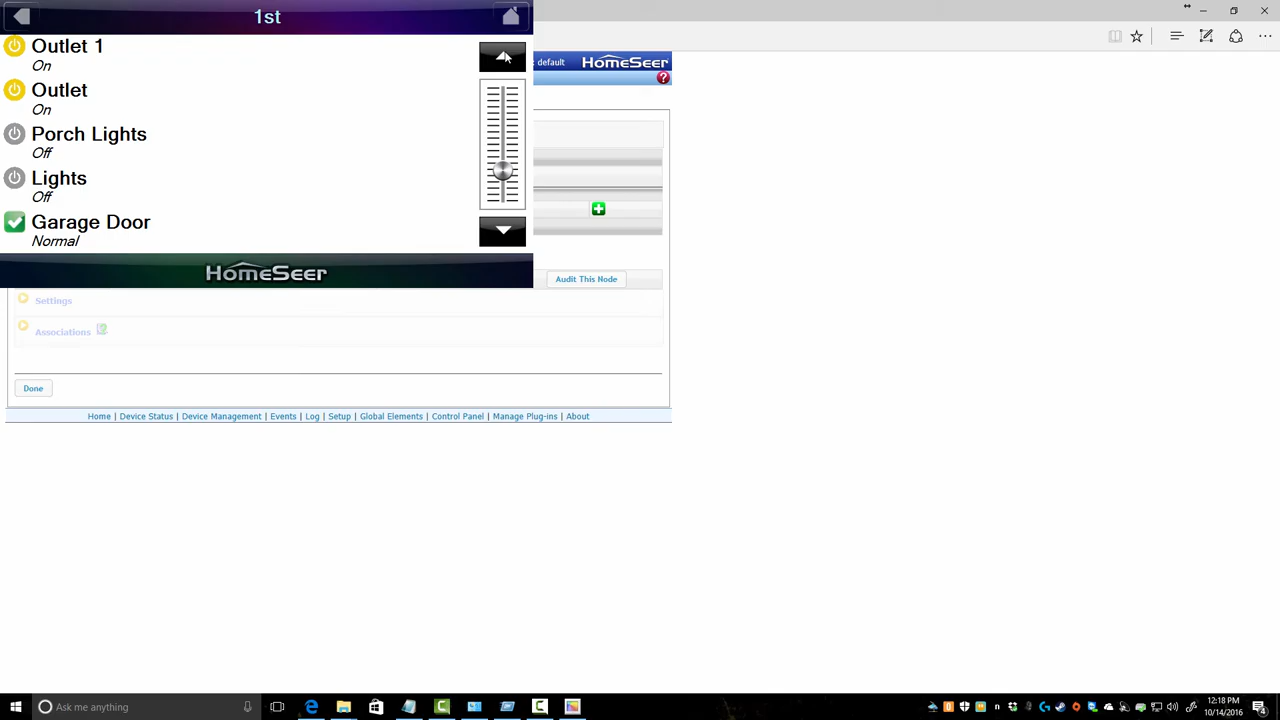 1st
Outlet 1
On
Outlet
On
Porch Lights
Off
Lights
Off
Garage Door
Normal
HomeSeer
default
HomeSeer
?
Audit This Node
Settings
Associations
Done
Home | Device Status | Device Management | Events | Log | Setup | Global Elements | Control Panel | Manage Plug-ins | About
Ask me anything
12:18 PM
10/14/2016